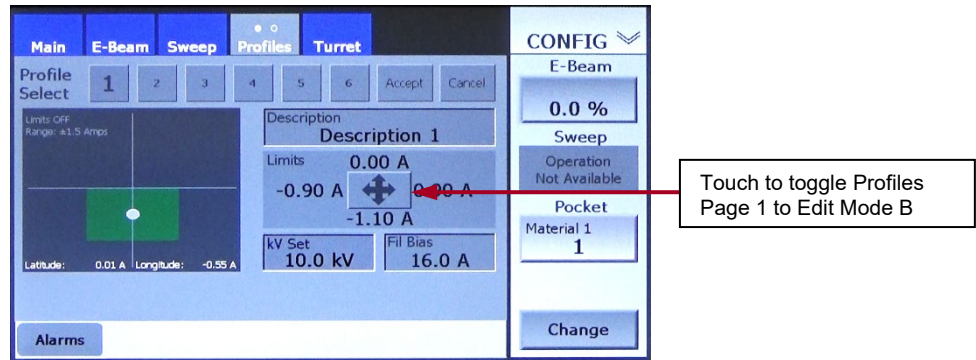 Main
E-Beam
Sweep
Profiles
Turret
CONFIG
Profile
Select
1
2
3
4
5
6
Accept
Cancel
Limits OFF
Range: ±1.5 Amps
Latitude: 0.01 A Longitude: -0.55 A
Description
Description 1
Limits
0.00 A
-0.90 A
A
-1.10 A
kV Set
10.0 kV
Fil Bias
16.0 A
E-Beam
0.0 %
Sweep
Operation
Not Available
Pocket
Material 1
1
Change
Alarms
Touch to toggle Profiles
Page 1 to Edit Mode B